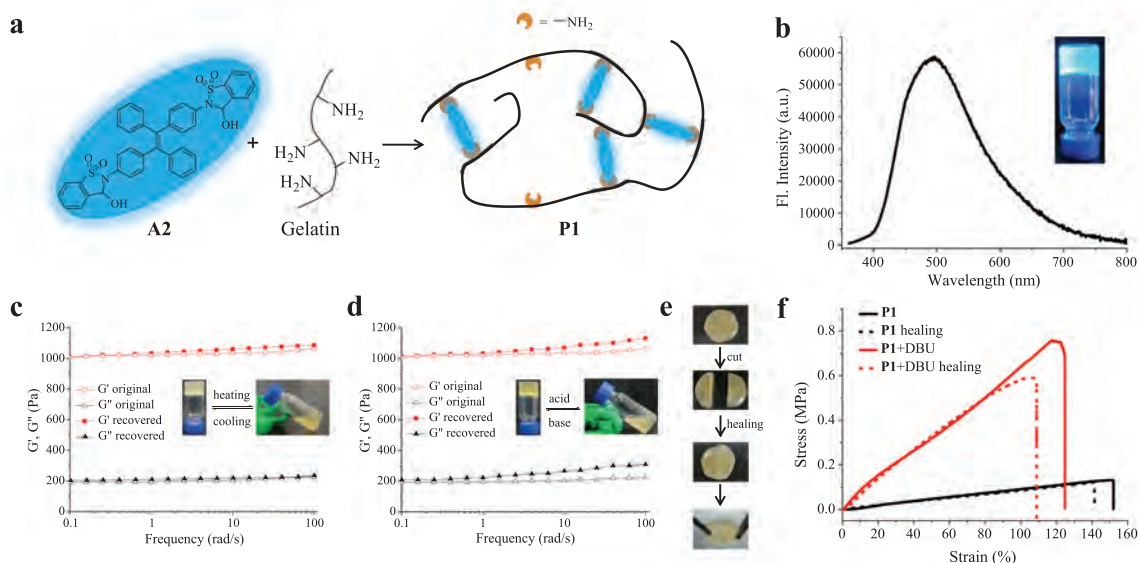 a
= —NH2
O
O
S
N
OH
O
O
S
N
OH
A2
+
NH2
H2N
NH2
H2N
Gelatin
P1
b
60000
50000
40000
30000
20000
10000
0
Fl. Intensity (a.u.)
400 500 600 700 800
Wavelength (nm)
c
1200
1000
800
600
400
200
0
G', G" (Pa)
G' original
G" original
G' recovered
G" recovered
heating
cooling
0.1 1 10 100
Frequency (rad/s)
d
1200
1000
800
600
400
200
0
G', G" (Pa)
G' original
G" original
G' recovered
G" recovered
acid
base
0.1 1 10 100
Frequency (rad/s)
e
cut
healing
f
P1
P1 healing
P1+DBU
P1+DBU healing
0.8
0.6
0.4
0.2
0.0
Stress (MPa)
0 20 40 60 80 100 120 140 160
Strain (%)